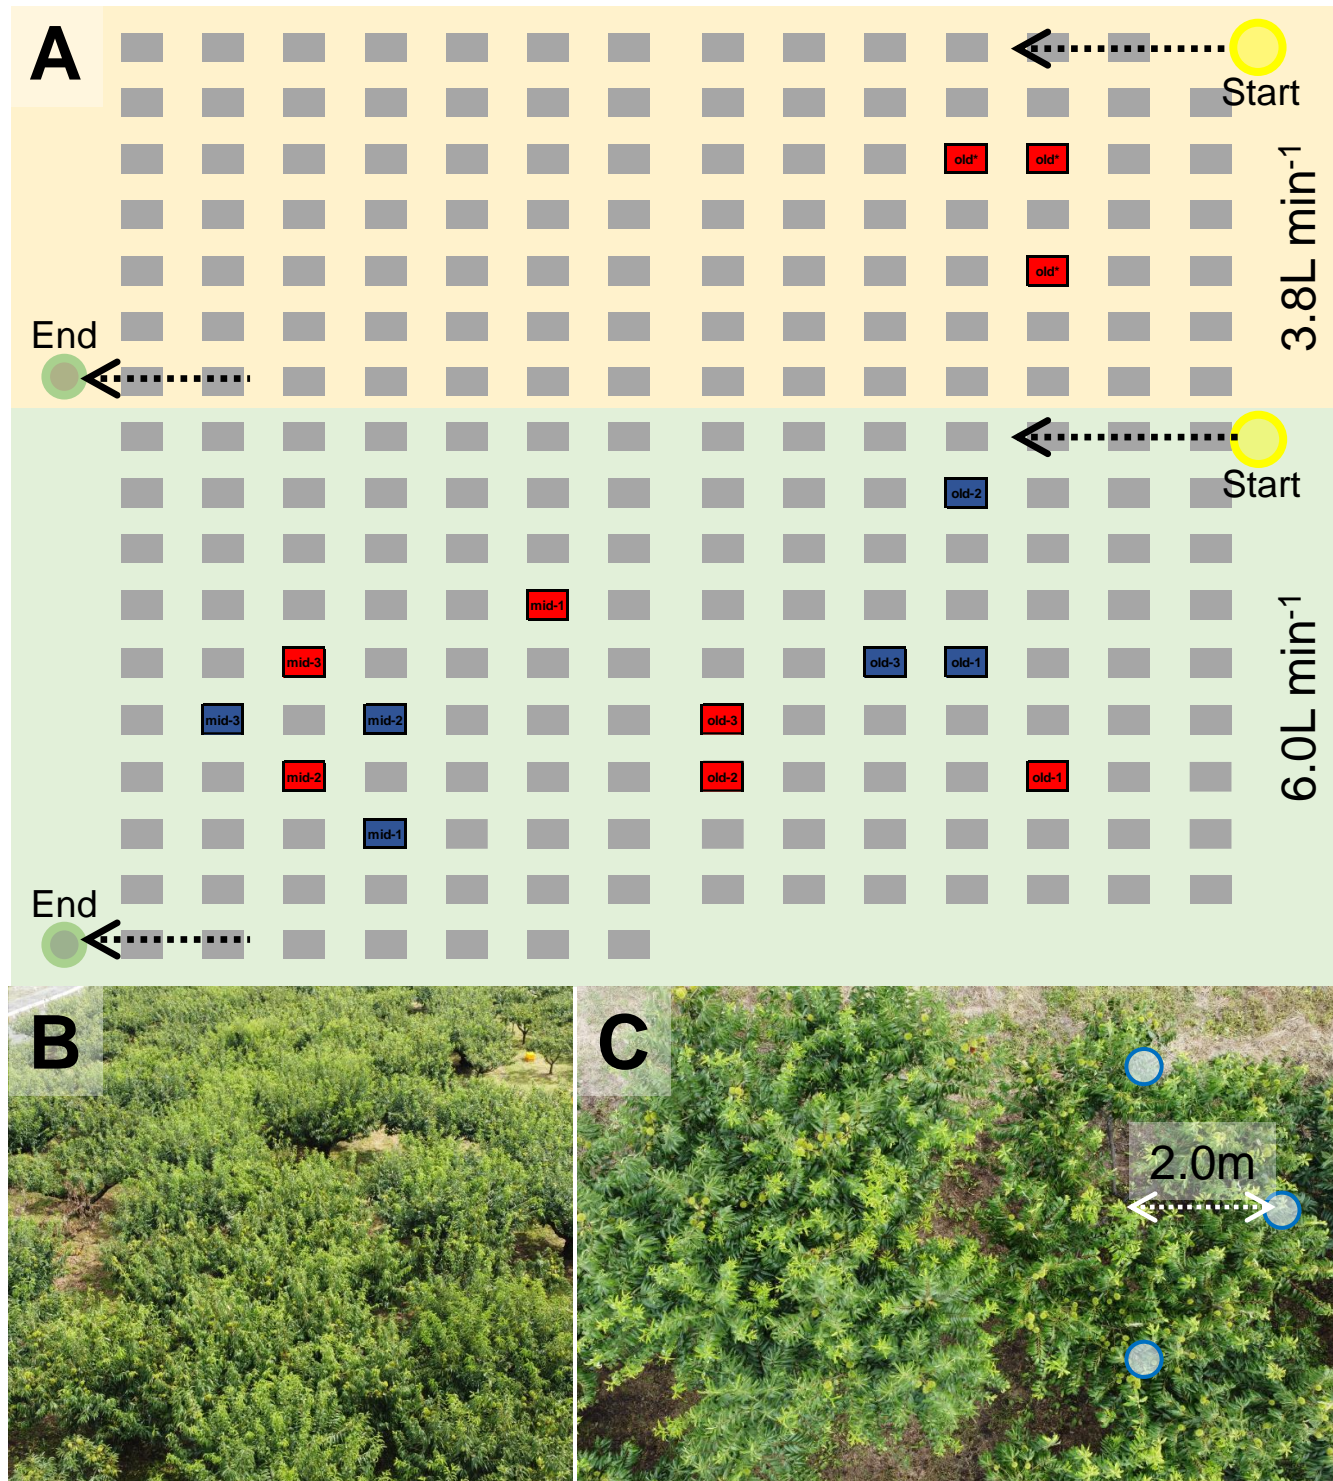 A
Start
old* old*
old*
3.8L min-1
End
Start
old-2
mid-1
mid-3 old-3 old-1
mid-3 mid-2 old-3
mid-2 old-2 old-1
mid-1
6.0L min-1
End
B
C
2.0m